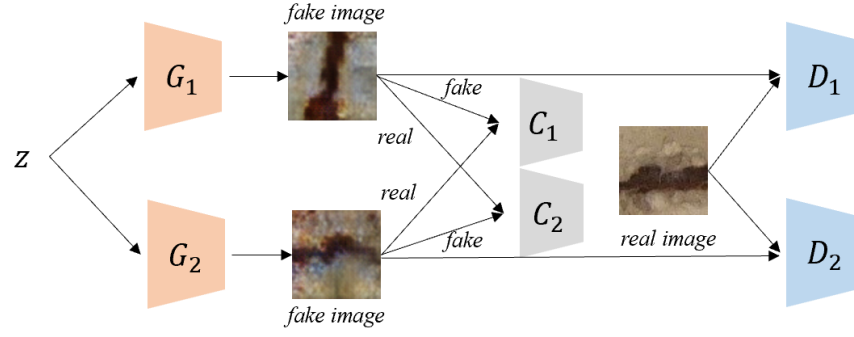 fake image
G₁
D₁
fake
C₁
real
z
real
C₂
fake
real image
G₂
D₂
fake image